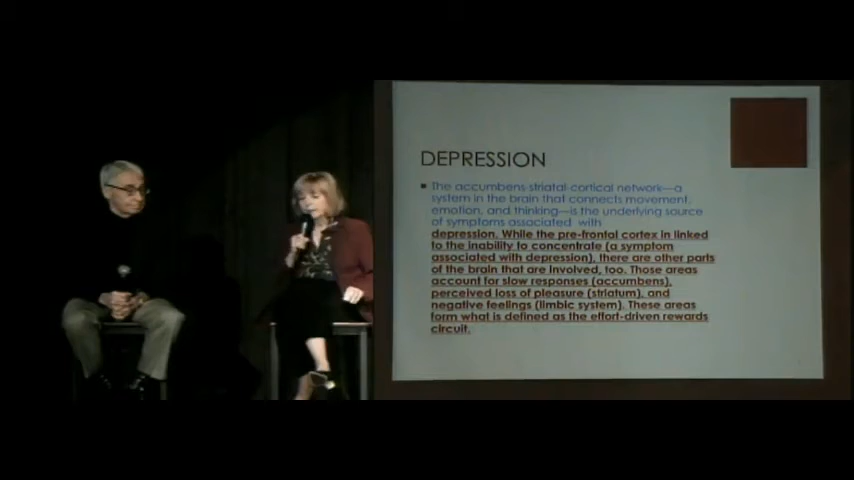 DEPRESSION
The accumbens-striatal-cortical network—a
system in the brain that connects movement,
emotion, and thinking—is the underlying source
of symptoms associated with
depression. While the pre-frontal cortex in linked
to the inability to concentrate (a symptom
associated with depression), there are other parts
of the brain that are involved, too. Those areas
account for slow responses (accumbens),
perceived loss of pleasure (striatum), and
negative feelings (limbic system). These areas
form what is defined as the effort-driven rewards
circuit.